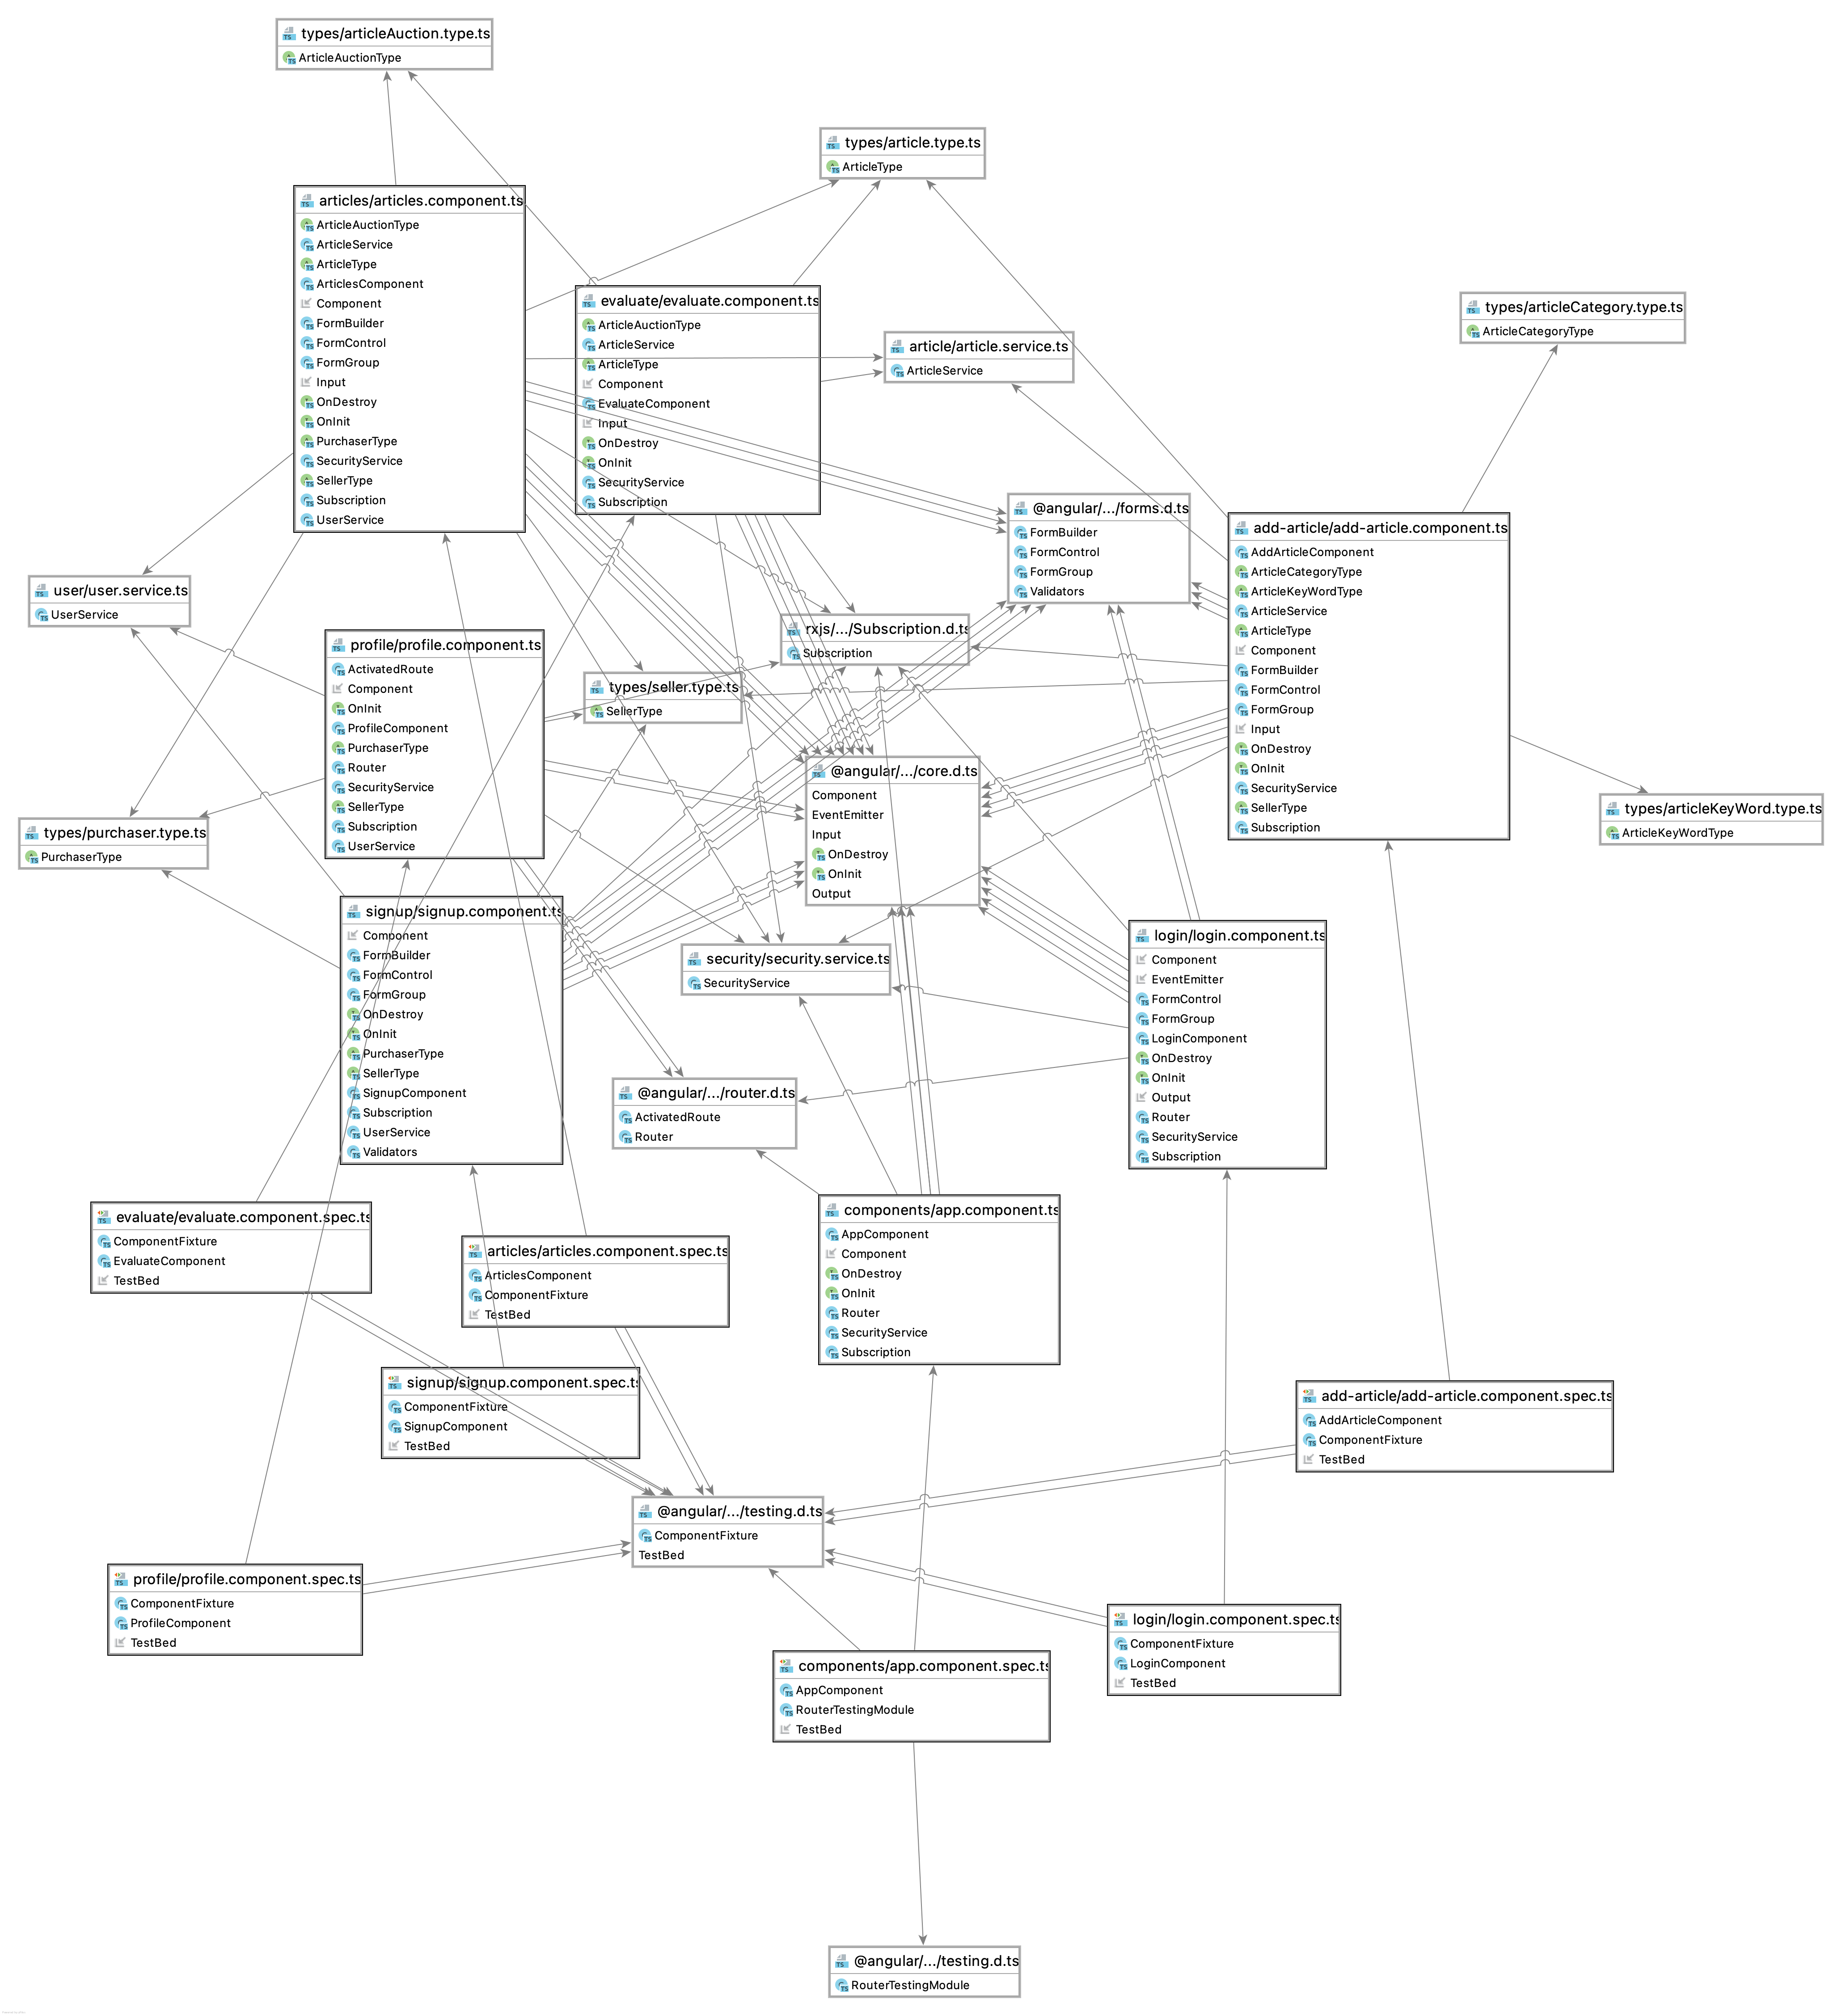 types/articleAuction.type.ts
ArticleAuctionType
types/article.type.ts
ArticleType
articles/articles.component.ts
ArticleAuctionType
ArticleService
ArticleType
ArticlesComponent
Component
FormBuilder
FormControl
FormGroup
Input
OnDestroy
OnInit
PurchaserType
SecurityService
SellerType
Subscription
UserService
evaluate/evaluate.component.ts
ArticleAuctionType
ArticleService
ArticleType
Component
EvaluateComponent
Input
OnDestroy
OnInit
SecurityService
Subscription
types/articleCategory.type.ts
ArticleCategoryType
article/article.service.ts
ArticleService
@angular/.../forms.d.ts
FormBuilder
FormControl
FormGroup
Validators
add-article/add-article.component.ts
AddArticleComponent
ArticleCategoryType
ArticleKeyWordType
ArticleService
ArticleType
Component
FormBuilder
FormControl
FormGroup
Input
OnDestroy
OnInit
SecurityService
SellerType
Subscription
user/user.service.ts
UserService
rxjs/.../Subscription.d.ts
Subscription
profile/profile.component.ts
ActivatedRoute
Component
OnInit
ProfileComponent
PurchaserType
Router
SecurityService
SellerType
Subscription
UserService
types/seller.type.ts
SellerType
@angular/.../core.d.ts
Component
EventEmitter
Input
OnDestroy
OnInit
Output
types/articleKeyWord.type.ts
ArticleKeyWordType
types/purchaser.type.ts
PurchaserType
signup/signup.component.ts
Component
FormBuilder
FormControl
FormGroup
OnDestroy
OnInit
PurchaserType
SellerType
SignupComponent
Subscription
UserService
Validators
security/security.service.ts
SecurityService
login/login.component.ts
Component
EventEmitter
FormControl
FormGroup
LoginComponent
OnDestroy
OnInit
Output
Router
SecurityService
Subscription
@angular/.../router.d.ts
ActivatedRoute
Router
components/app.component.ts
AppComponent
Component
OnDestroy
OnInit
Router
SecurityService
Subscription
evaluate/evaluate.component.spec.ts
ComponentFixture
EvaluateComponent
TestBed
articles/articles.component.spec.ts
ArticlesComponent
ComponentFixture
TestBed
signup/signup.component.spec.ts
ComponentFixture
SignupComponent
TestBed
add-article/add-article.component.spec.ts
AddArticleComponent
ComponentFixture
TestBed
@angular/.../testing.d.ts
ComponentFixture
TestBed
profile/profile.component.spec.ts
ComponentFixture
ProfileComponent
TestBed
login/login.component.spec.ts
ComponentFixture
LoginComponent
TestBed
components/app.component.spec.ts
AppComponent
RouterTestingModule
TestBed
@angular/.../testing.d.ts
RouterTestingModule